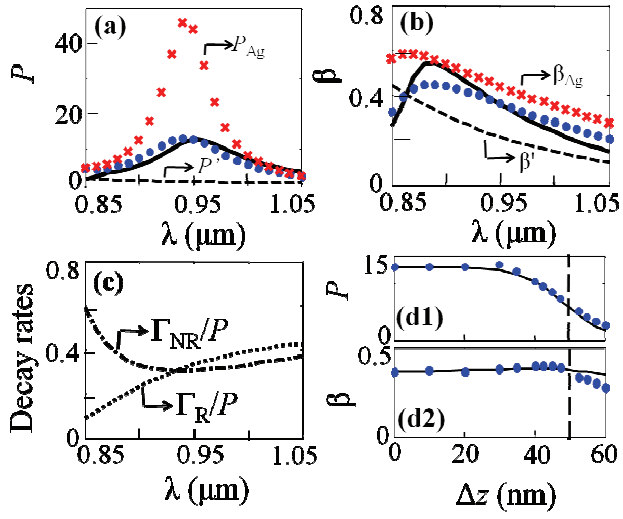 (a)
P_Ag
40
P
20
P'
0
0.85 0.95 1.05
λ (μm)
(b)
0.8
β
β_Ag
0.4
β'
0
0.85 0.95 1.05
λ (μm)
(c)
0.8
Decay rates
Γ_NR/P
0.4
Γ_R/P
0
0.85 0.95 1.05
λ (μm)
15
P
(d1)
0
0.5
β
(d2)
0
0 20 40 60
Δz (nm)